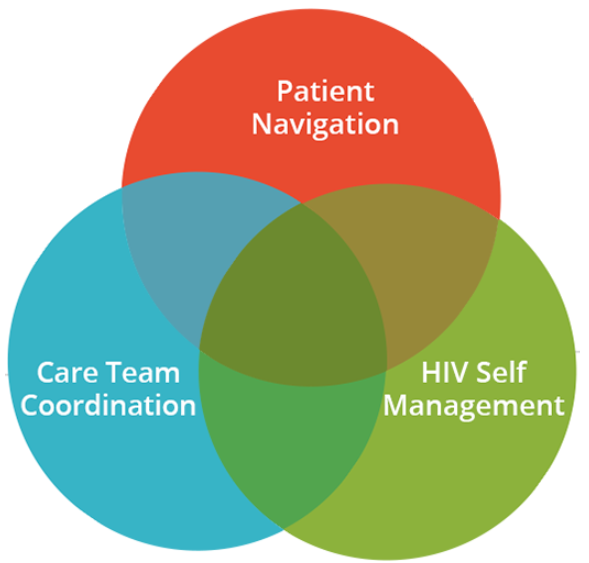 Patient
Navigation
Care Team
Coordination
HIV Self
Management